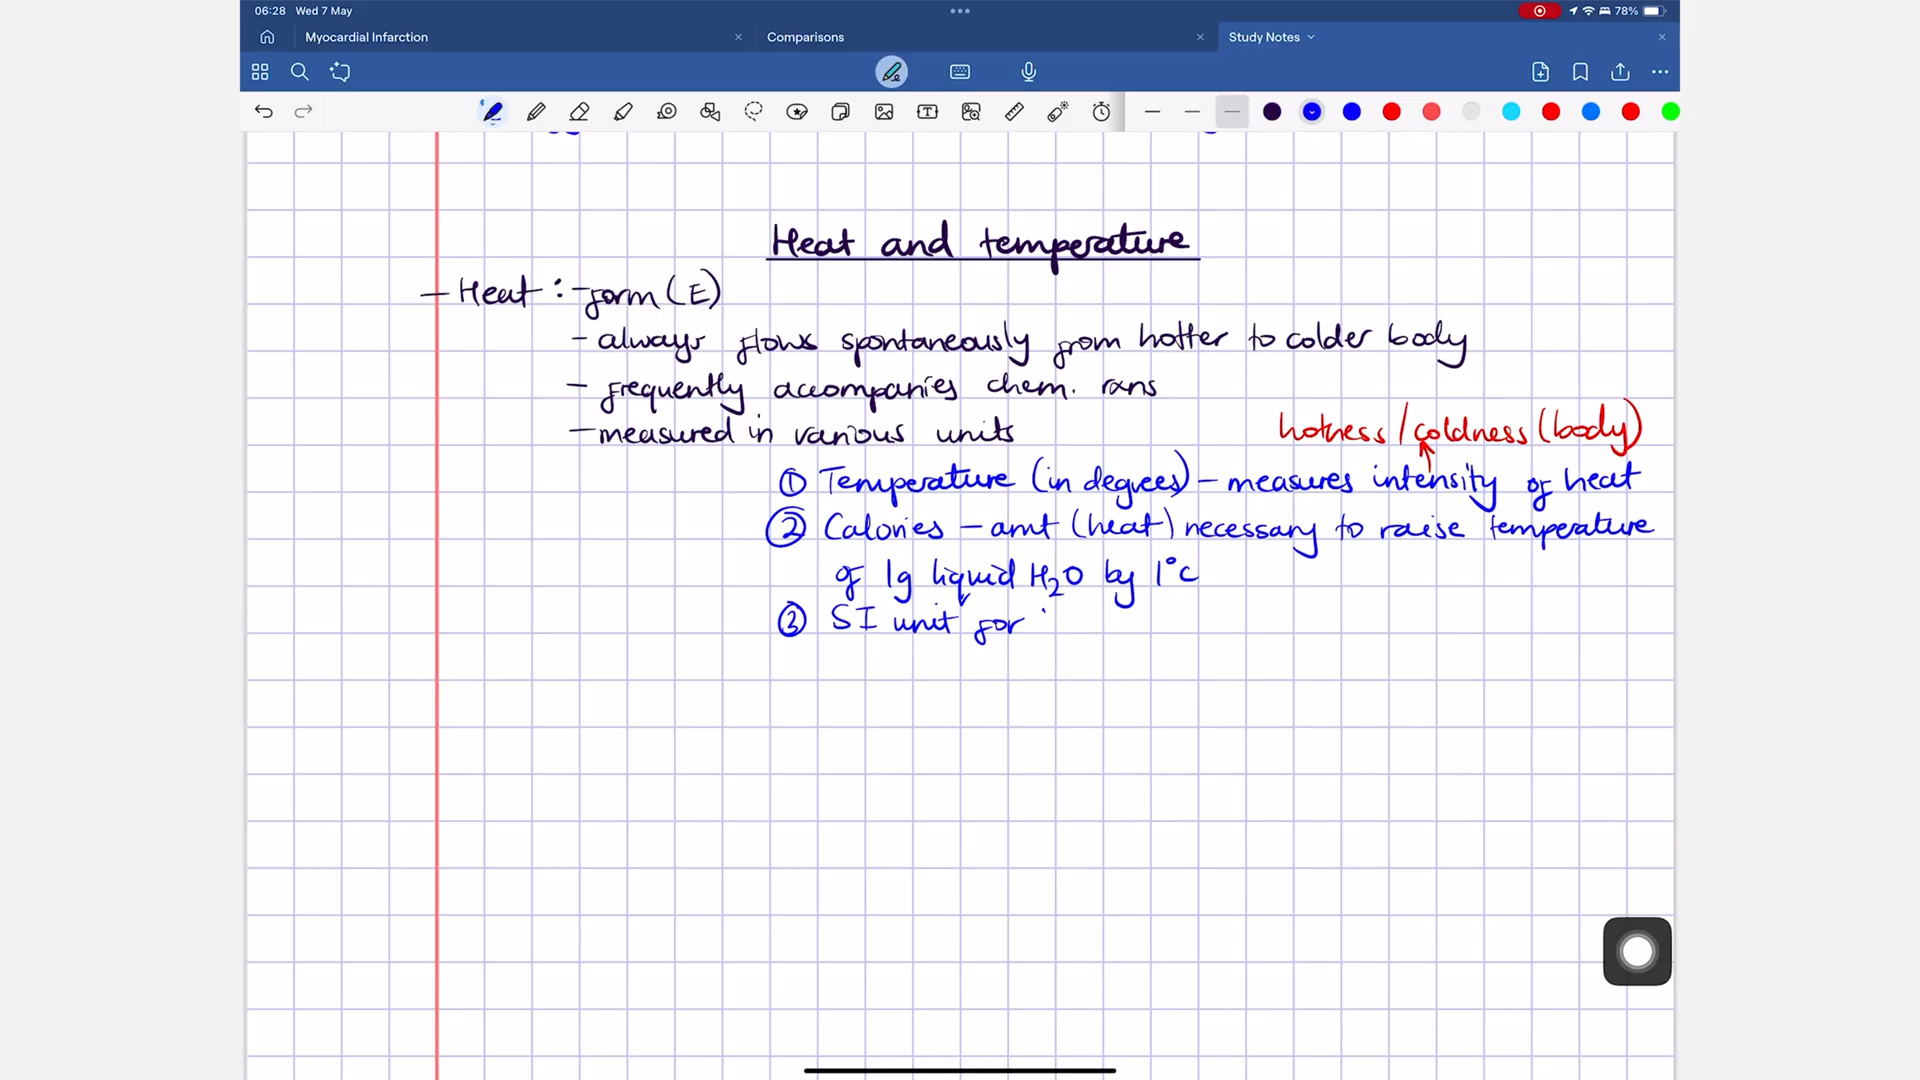 06:28 Wed 7 May
78%
Myocardial Infarction
Comparisons
Study Notes
Heat and temperature
- Heat : - form (E)
- always flows spontaneously from hotter to colder body
- frequently accompanies chem. rxns
- measured in various units
hotness / coldness (body)
① Temperature (in degrees) - measures intensity of heat
② Calories - amt (heat) necessary to raise temperature
of 1g liquid H₂O by 1°C
③ SI unit for